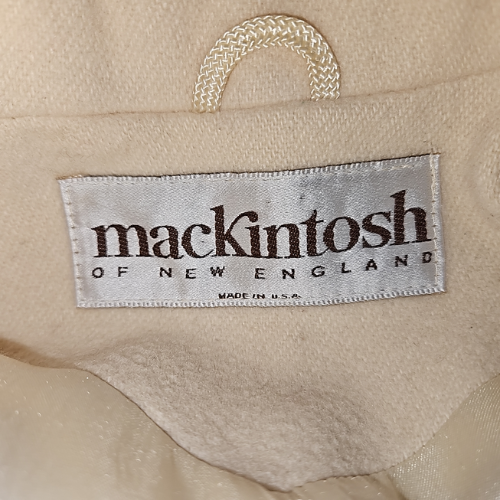 mackintosh
OF NEW ENGLAND
MADE IN U.S.A.